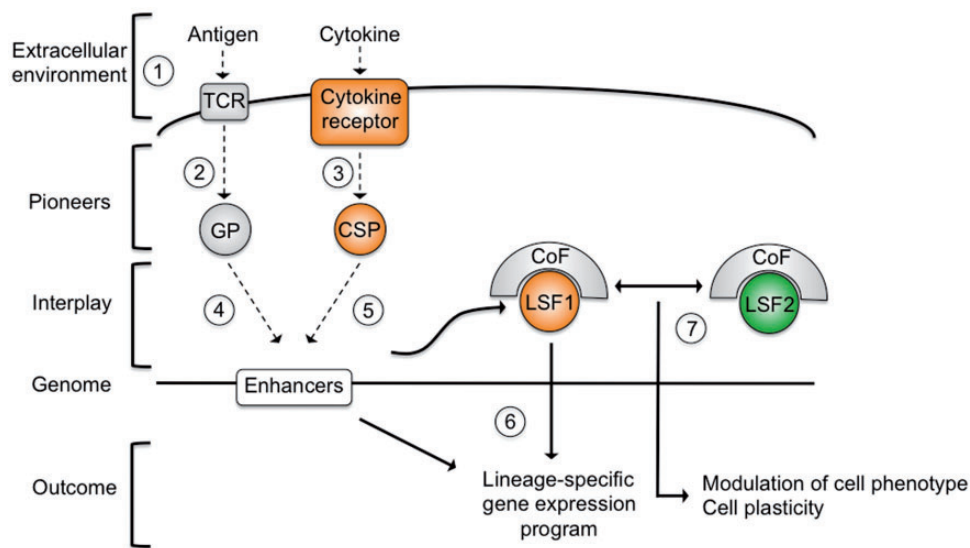 Extracellular
environment
1
Antigen
Cytokine
TCR
Cytokine
receptor
Pioneers
2
3
GP
CSP
Interplay
4
5
CoF
LSF1
CoF
LSF2
7
Genome
Enhancers
6
Outcome
Lineage-specific
gene expression
program
Modulation of cell phenotype
Cell plasticity